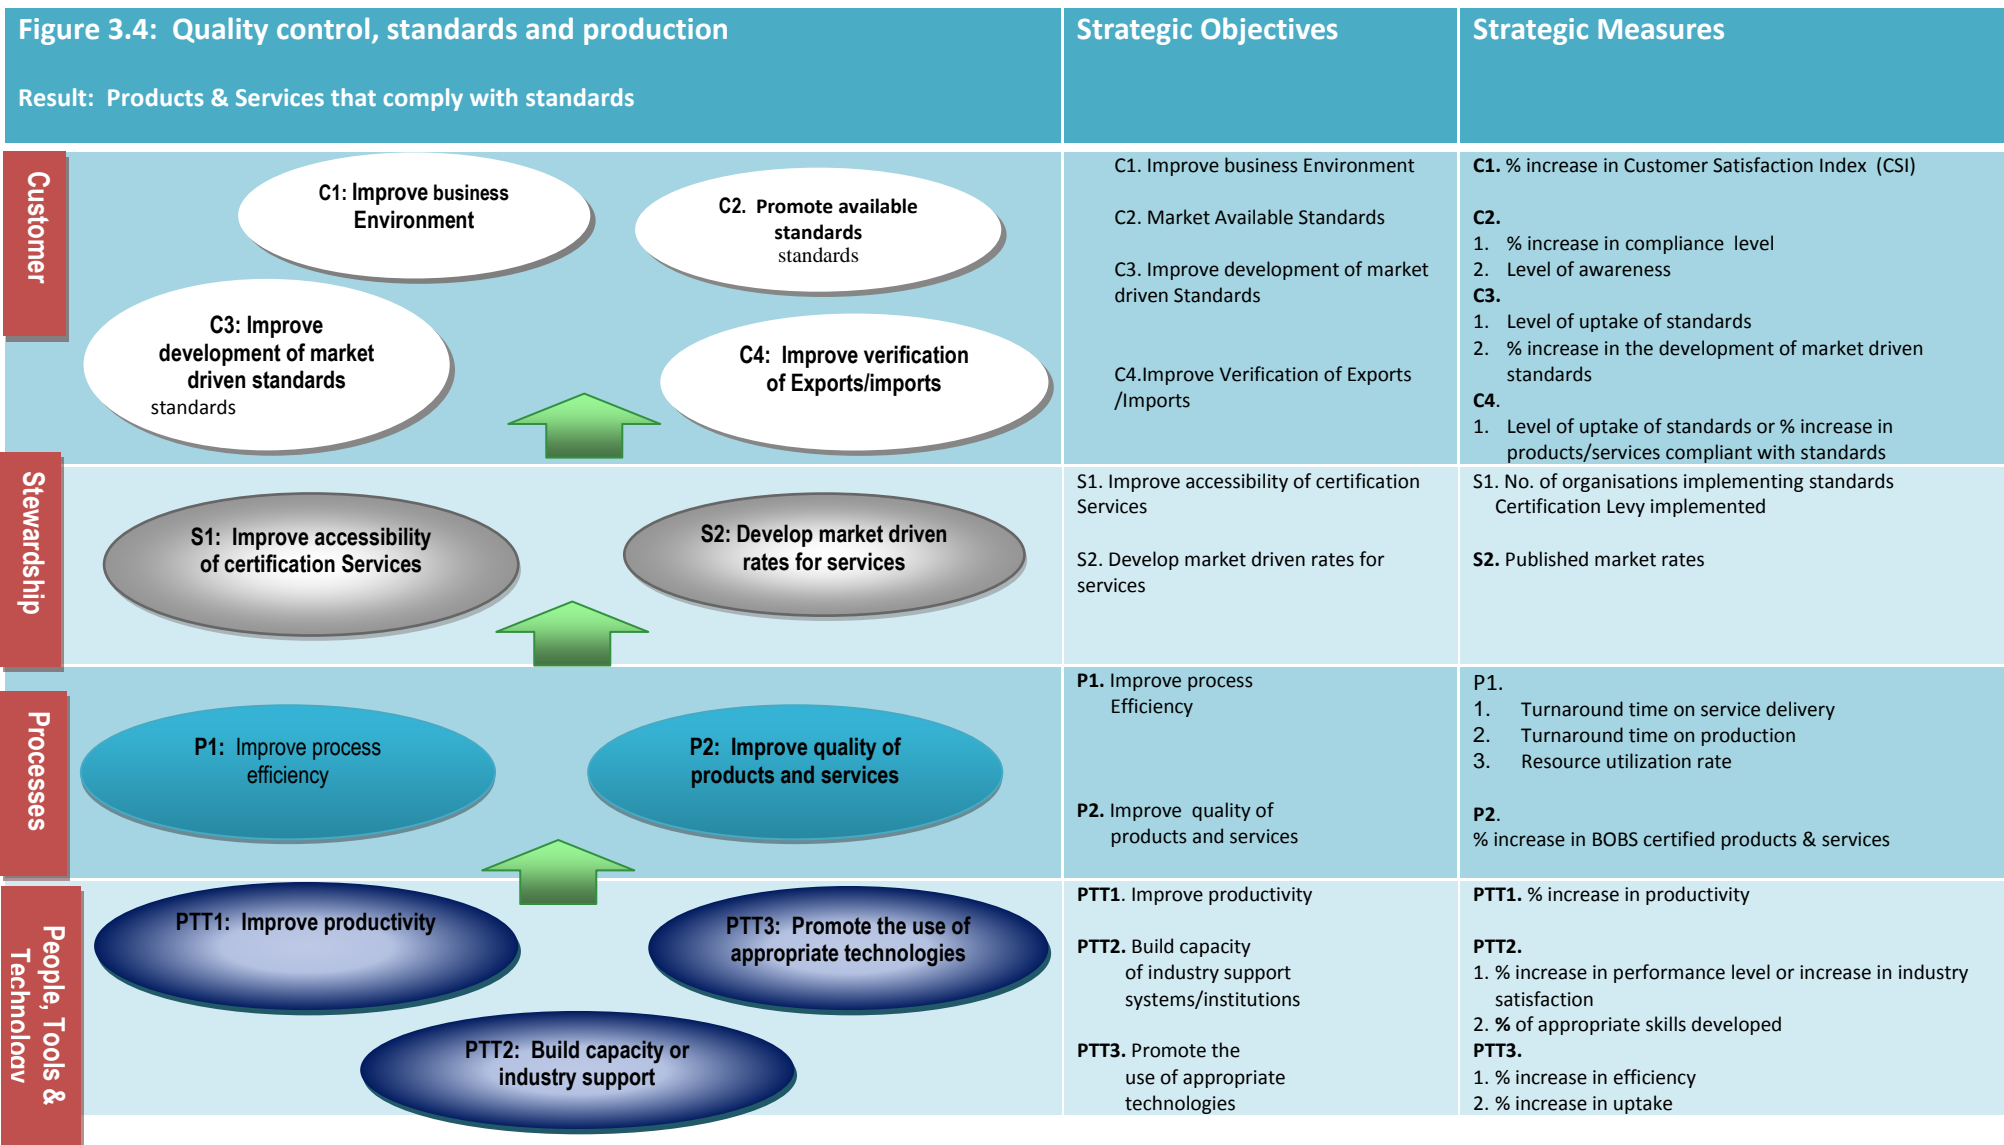 Figure 3.4:  Quality control, standards and production
Result:  Products & Services that comply with standards
Strategic Objectives
Strategic Measures
Customer
C1: Improve business
Environment
C2.  Promote available
standards
standards
C3: Improve
development of market
driven standards
standards
C4:  Improve verification
of Exports/imports
C1. Improve business Environment
C2. Market Available Standards
C3. Improve development of market
driven Standards
C4.Improve Verification of Exports
/Imports
C1. % increase in Customer Satisfaction Index  (CSI)
C2.
1.   % increase in compliance  level
2.   Level of awareness
C3.
1.   Level of uptake of standards
2.   % increase in the development of market driven
standards
C4.
1.   Level of uptake of standards or % increase in
products/services compliant with standards
Stewardship
S1:  Improve accessibility
of certification Services
S2: Develop market driven
rates for services
S1. Improve accessibility of certification
Services
S2. Develop market driven rates for
services
S1. No. of organisations implementing standards
Certification Levy implemented
S2. Published market rates
Processes
P1:  Improve process
efficiency
P2:  Improve quality of
products and services
P1. Improve process
Efficiency
P2. Improve  quality of
products and services
P1.
1.   Turnaround time on service delivery
2.   Turnaround time on production
3.   Resource utilization rate
P2.
% increase in BOBS certified products & services
People, Tools &
Technology
PTT1:  Improve productivity
PTT3:  Promote the use of
appropriate technologies
PTT2:  Build capacity or
industry support
PTT1. Improve productivity
PTT2. Build capacity
of industry support
systems/institutions
PTT3. Promote the
use of appropriate
technologies
PTT1. % increase in productivity
PTT2.
1. % increase in performance level or increase in industry
satisfaction
2. % of appropriate skills developed
PTT3.
1. % increase in efficiency
2. % increase in uptake